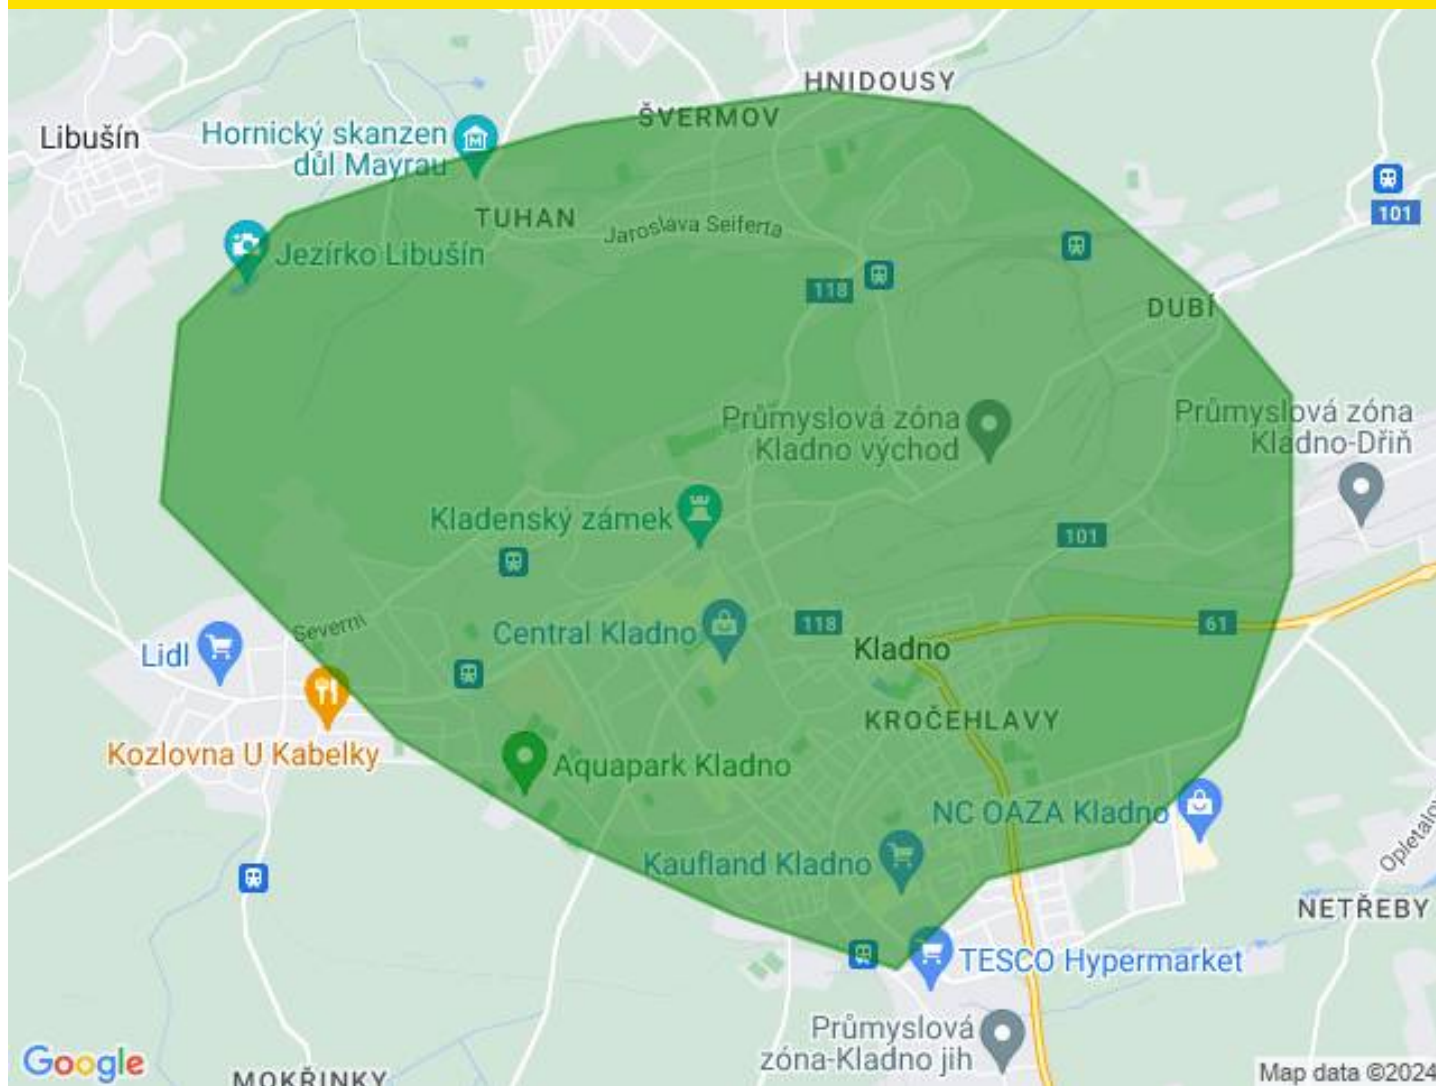 HNIDOUSY
ŠVERMOV
Libušín
Hornický skanzen
důl Mayrau
101
TUHAN
Jaroslava Seiferta
Jezírko Libušín
118
DUBÍ
Průmyslová zóna
Kladno východ
Průmyslová zóna
Kladno-Dřiň
Kladenský zámek
101
Severní
Lidl
Central Kladno
118
61
Kladno
KROČEHLAVY
Kozlovna U Kabelky
Aquapark Kladno
NC OAZA Kladno
Opletalov
Kaufland Kladno
NETŘEBY
TESCO Hypermarket
Průmyslová
zóna-Kladno jih
Google
MOKŘINKY
Map data ©2024